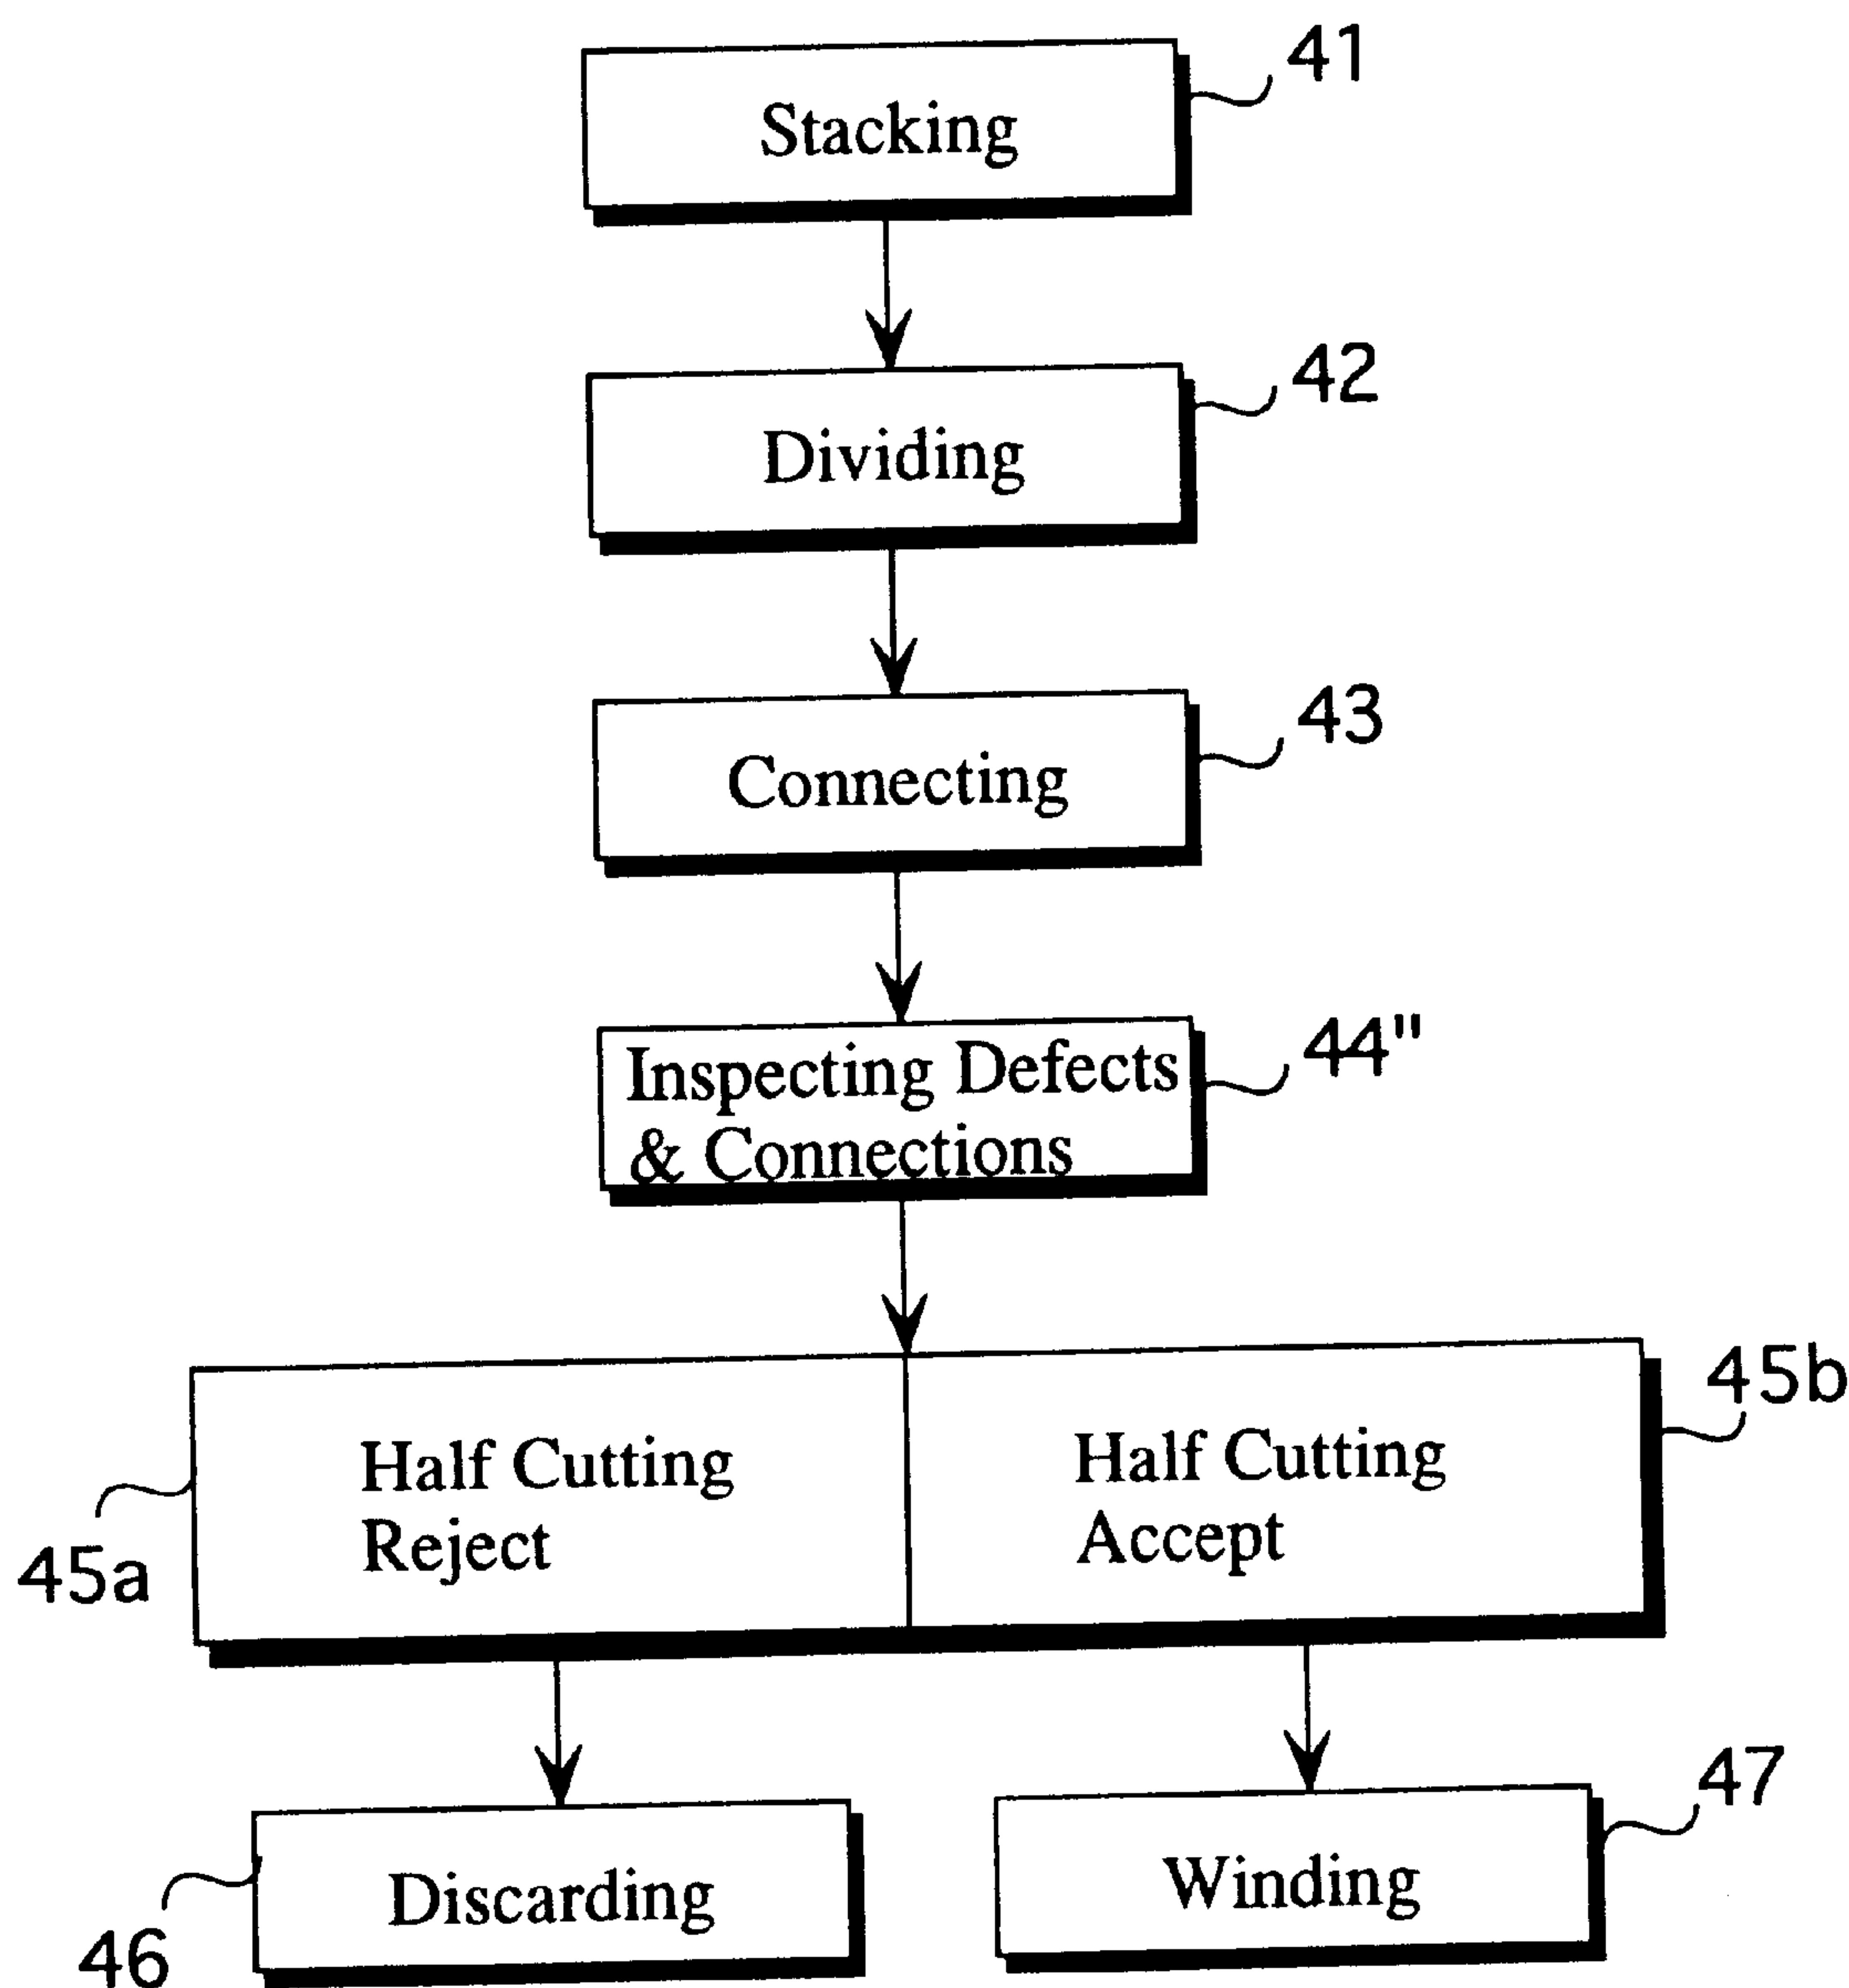 Stacking
41
Dividing
42
Connecting
43
Inspecting Defects
& Connections
44"
Half Cutting
Reject
45a
Half Cutting
Accept
45b
Discarding
46
Winding
47